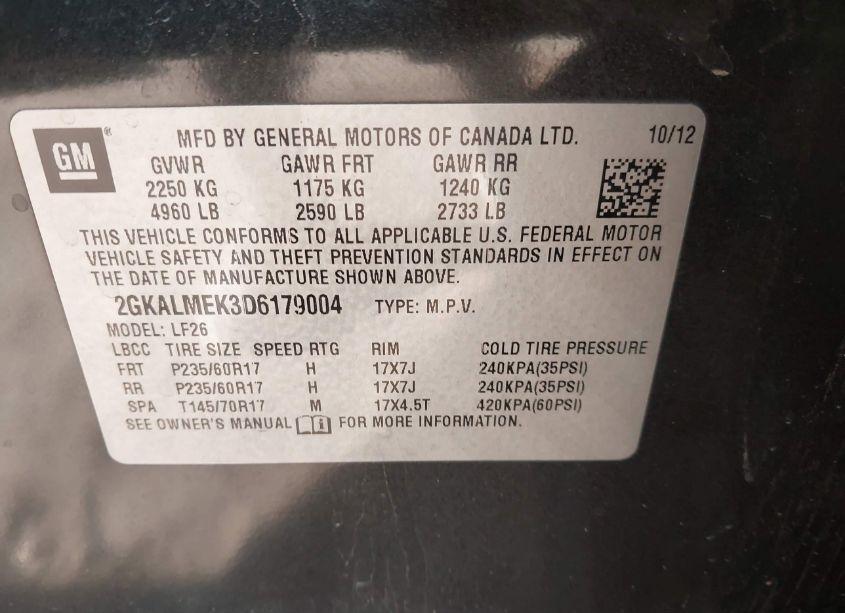 GM ® MFD BY GENERAL MOTORS OF CANADA LTD. 10/12
GVWR GAWR FRT GAWR RR
2250 KG 1175 KG 1240 KG
4960 LB 2590 LB 2733 LB
THIS VEHICLE CONFORMS TO ALL APPLICABLE U.S. FEDERAL MOTOR
VEHICLE SAFETY AND THEFT PREVENTION STANDARDS IN EFFECT ON
THE DATE OF MANUFACTURE SHOWN ABOVE.
2GKALMEK3D6179004 TYPE: M.P.V.
MODEL: LF26
LBCC TIRE SIZE SPEED RTG RIM COLD TIRE PRESSURE
FRT P235/60R17 H 17X7J 240KPA(35PSI)
RR P235/60R17 H 17X7J 240KPA(35PSI)
SPA T145/70R17 M 17X4.5T 420KPA(60PSI)
SEE OWNER'S MANUAL FOR MORE INFORMATION.